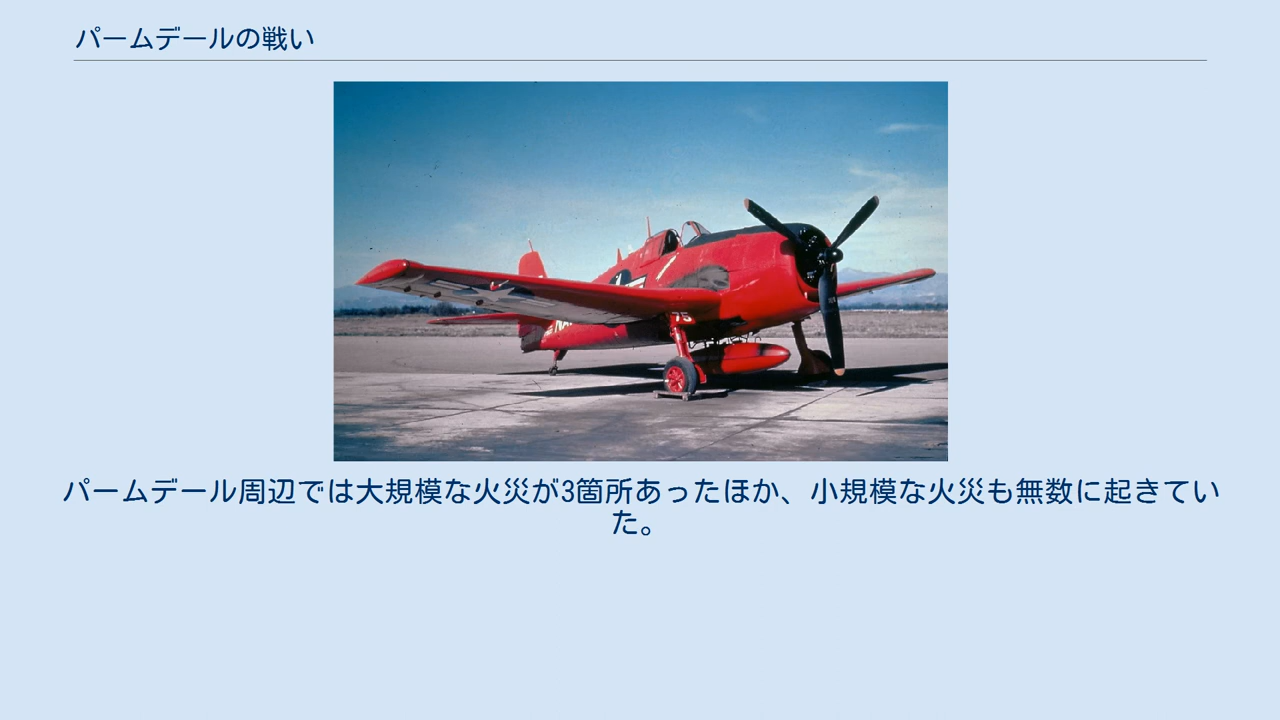 パームデールの戦い
75
パームデール周辺では大規模な火災が3箇所あったほか、小規模な火災も無数に起きてい
た。